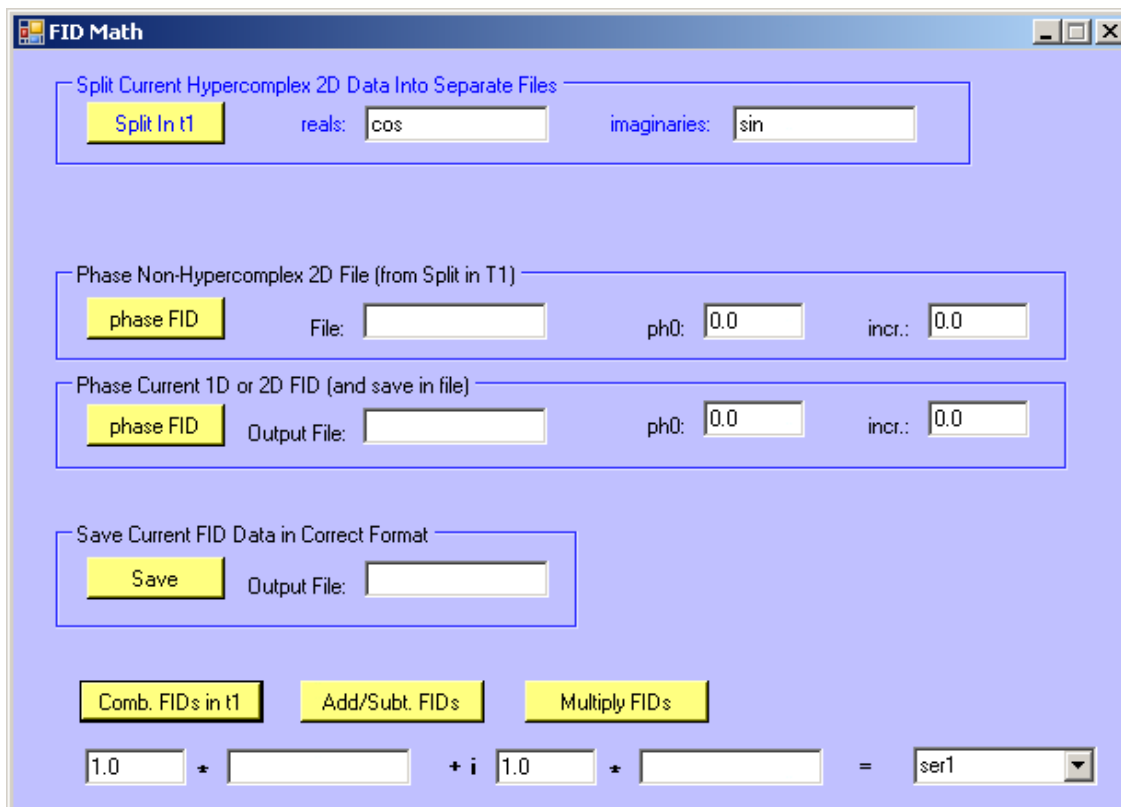 FID Math
Split Current Hypercomplex 2D Data Into Separate Files
Split In t1 reals: cos imaginaries: sin
Phase Non-Hypercomplex 2D File (from Split in T1)
phase FID File: ph0: 0.0 incr.: 0.0
Phase Current 1D or 2D FID (and save in file)
phase FID Output File: ph0: 0.0 incr.: 0.0
Save Current FID Data in Correct Format
Save Output File:
Comb. FIDs in t1 Add/Subt. FIDs Multiply FIDs
1.0 * + i 1.0 * = ser1